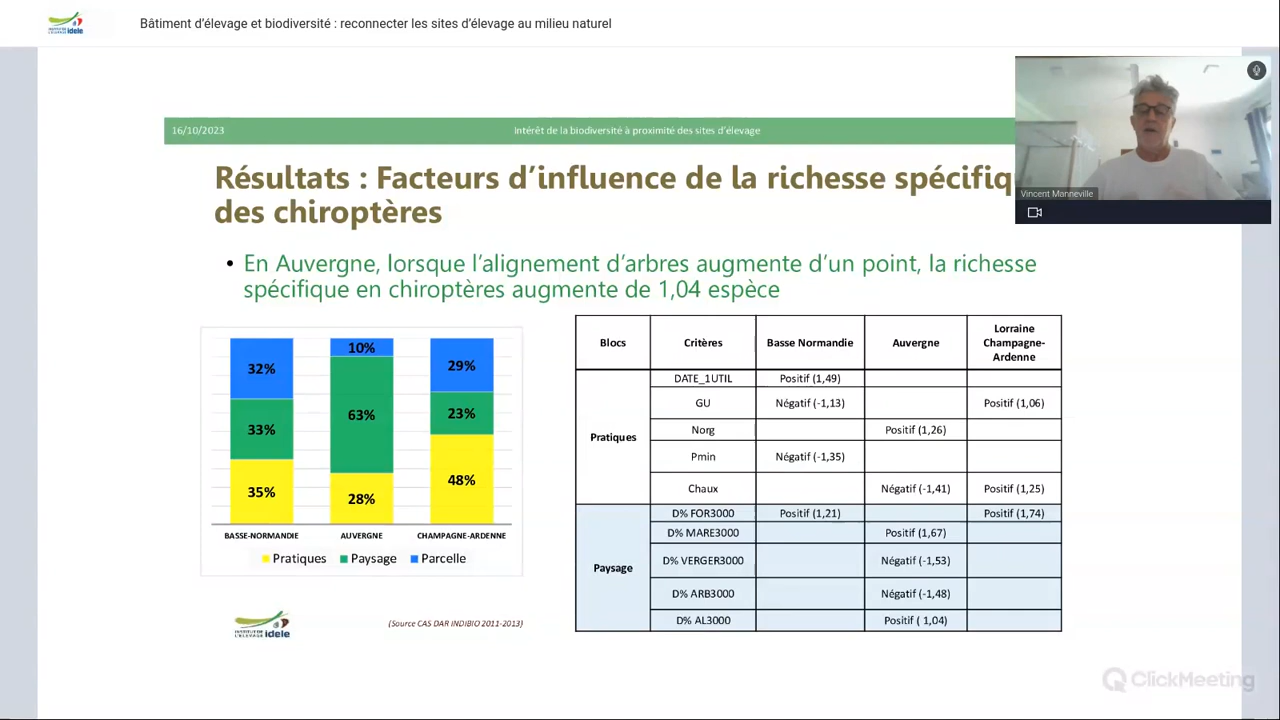 INSTITUT DE
L'ELEVAGE idele
Bâtiment d'élevage et biodiversité : reconnecter les sites d'élevage au milieu naturel
16/10/2023
Intérêt de la biodiversité à proximité des sites d'élevage
Vincent Manneville
Résultats : Facteurs d'influence de la richesse spécifiq
des chiroptères
• En Auvergne, lorsque l'alignement d'arbres augmente d'un point, la richesse
spécifique en chiroptères augmente de 1,04 espèce
32% 10% 29%
33% 63% 23%
35% 28% 48%
BASSE-NORMANDIE AUVERGNE CHAMPAGNE-ARDENNE
Pratiques Paysage Parcelle
Blocs Critères Basse Normandie Auvergne Lorraine
Champagne-
Ardenne
Pratiques
DATE_1UTIL Positif (1,49)
GU Négatif (-1,13) Positif (1,06)
Norg Positif (1,26)
Pmin Négatif (-1,35)
Chaux Négatif (-1,41) Positif (1,25)
Paysage
D% FOR3000 Positif (1,21) Positif (1,74)
D% MARE3000 Positif (1,67)
D% VERGER3000 Négatif (-1,53)
D% ARB3000 Négatif (-1,48)
D% AL3000 Positif ( 1,04)
INSTITUT DE
L'ELEVAGE idele
(Source CAS DAR INDIBIO 2011-2013)
ClickMeeting